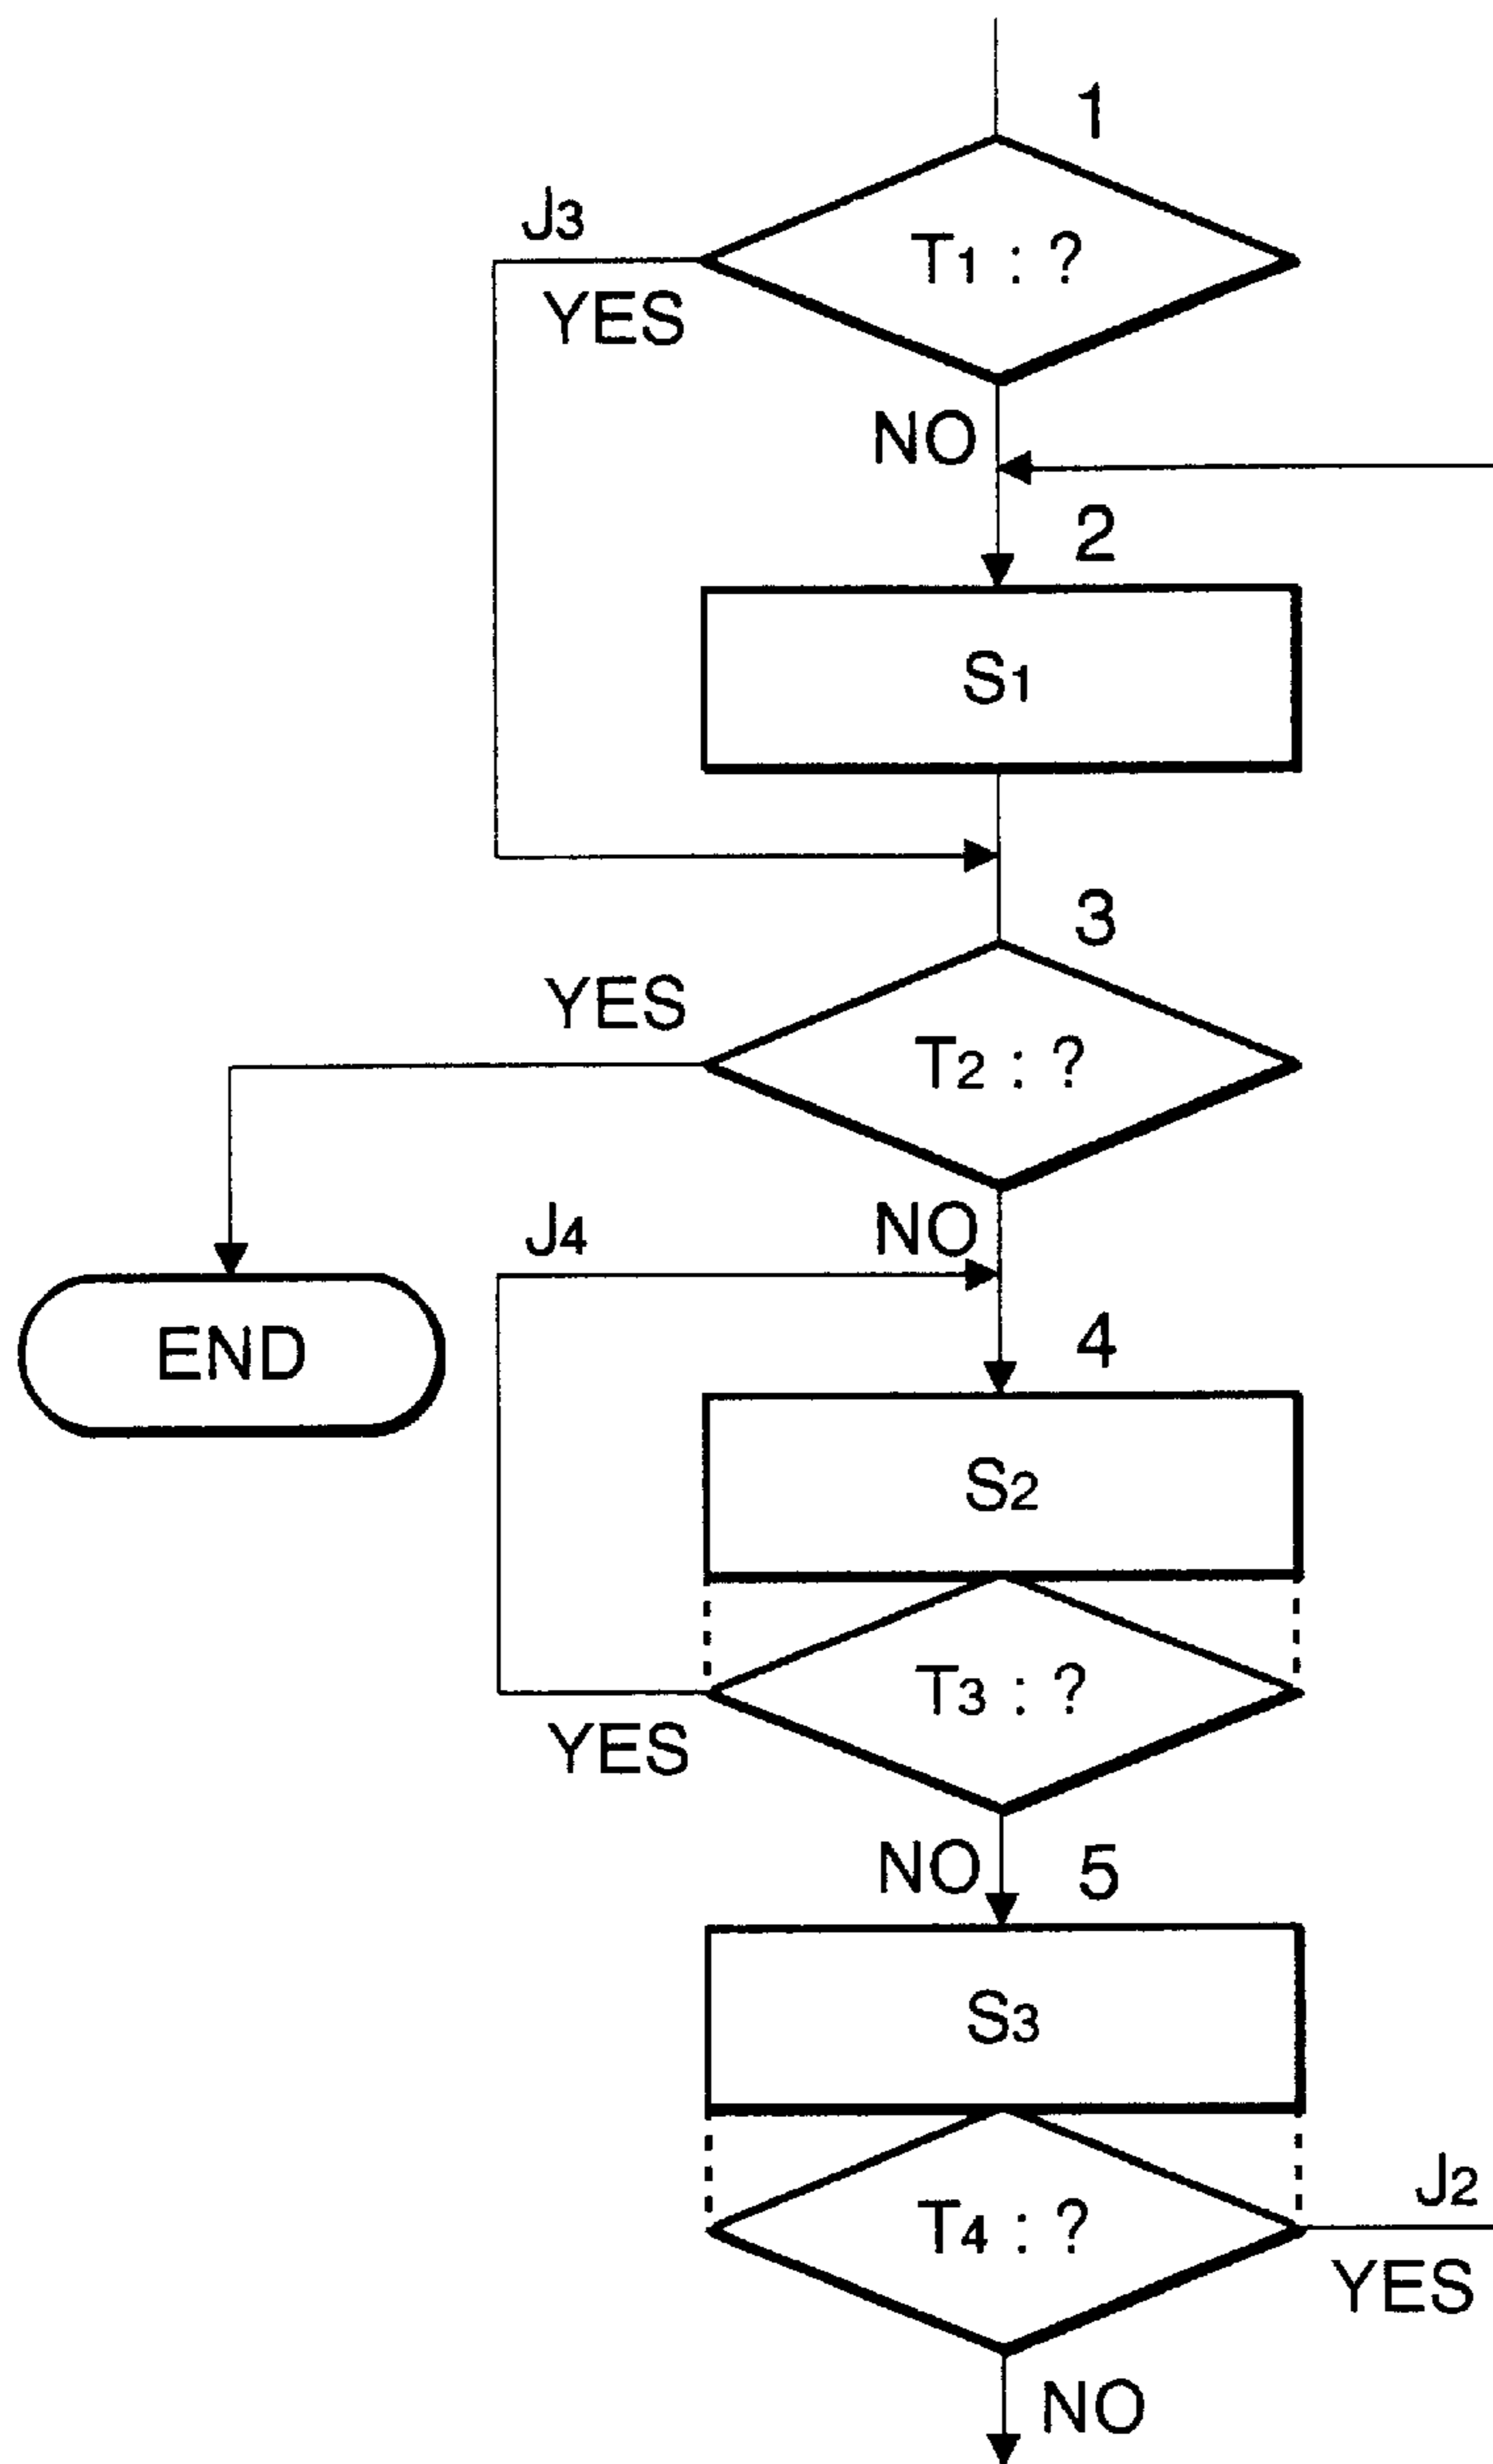 1
J3
T1 : ?
YES
NO
2
S1
3
YES
T2 : ?
J4
NO
END
4
S2
T3 : ?
YES
NO
5
S3
J2
T4 : ?
YES
NO